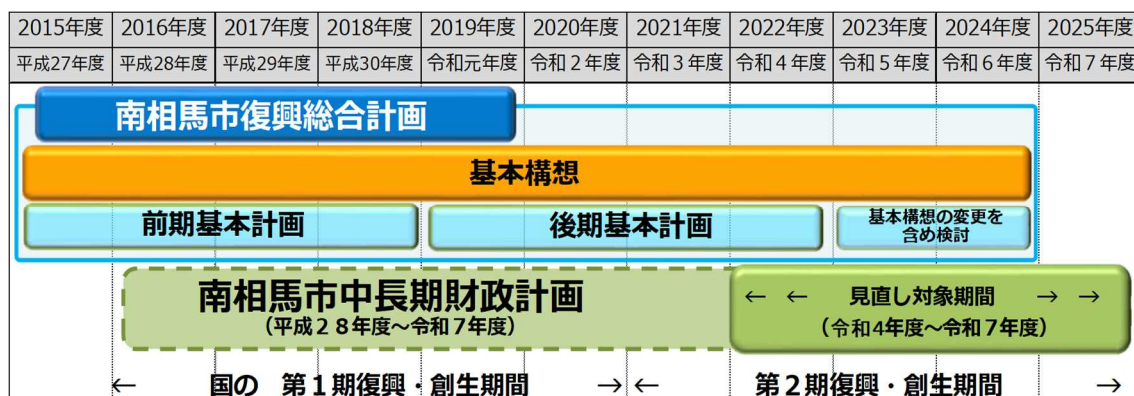 2015年度 2016年度 2017年度 2018年度 2019年度 2020年度 2021年度 2022年度 2023年度 2024年度 2025年度
平成27年度 平成28年度 平成29年度 平成30年度 令和元年度 令和2年度 令和3年度 令和4年度 令和5年度 令和6年度 令和7年度
南相馬市復興総合計画
基本構想
前期基本計画 後期基本計画 基本構想の変更を
含め検討
南相馬市中長期財政計画
(平成28年度～令和7年度)
← ← 見直し対象期間 → →
(令和4年度～令和7年度)
← 国の 第1期復興・創生期間 → ← 第2期復興・創生期間 →